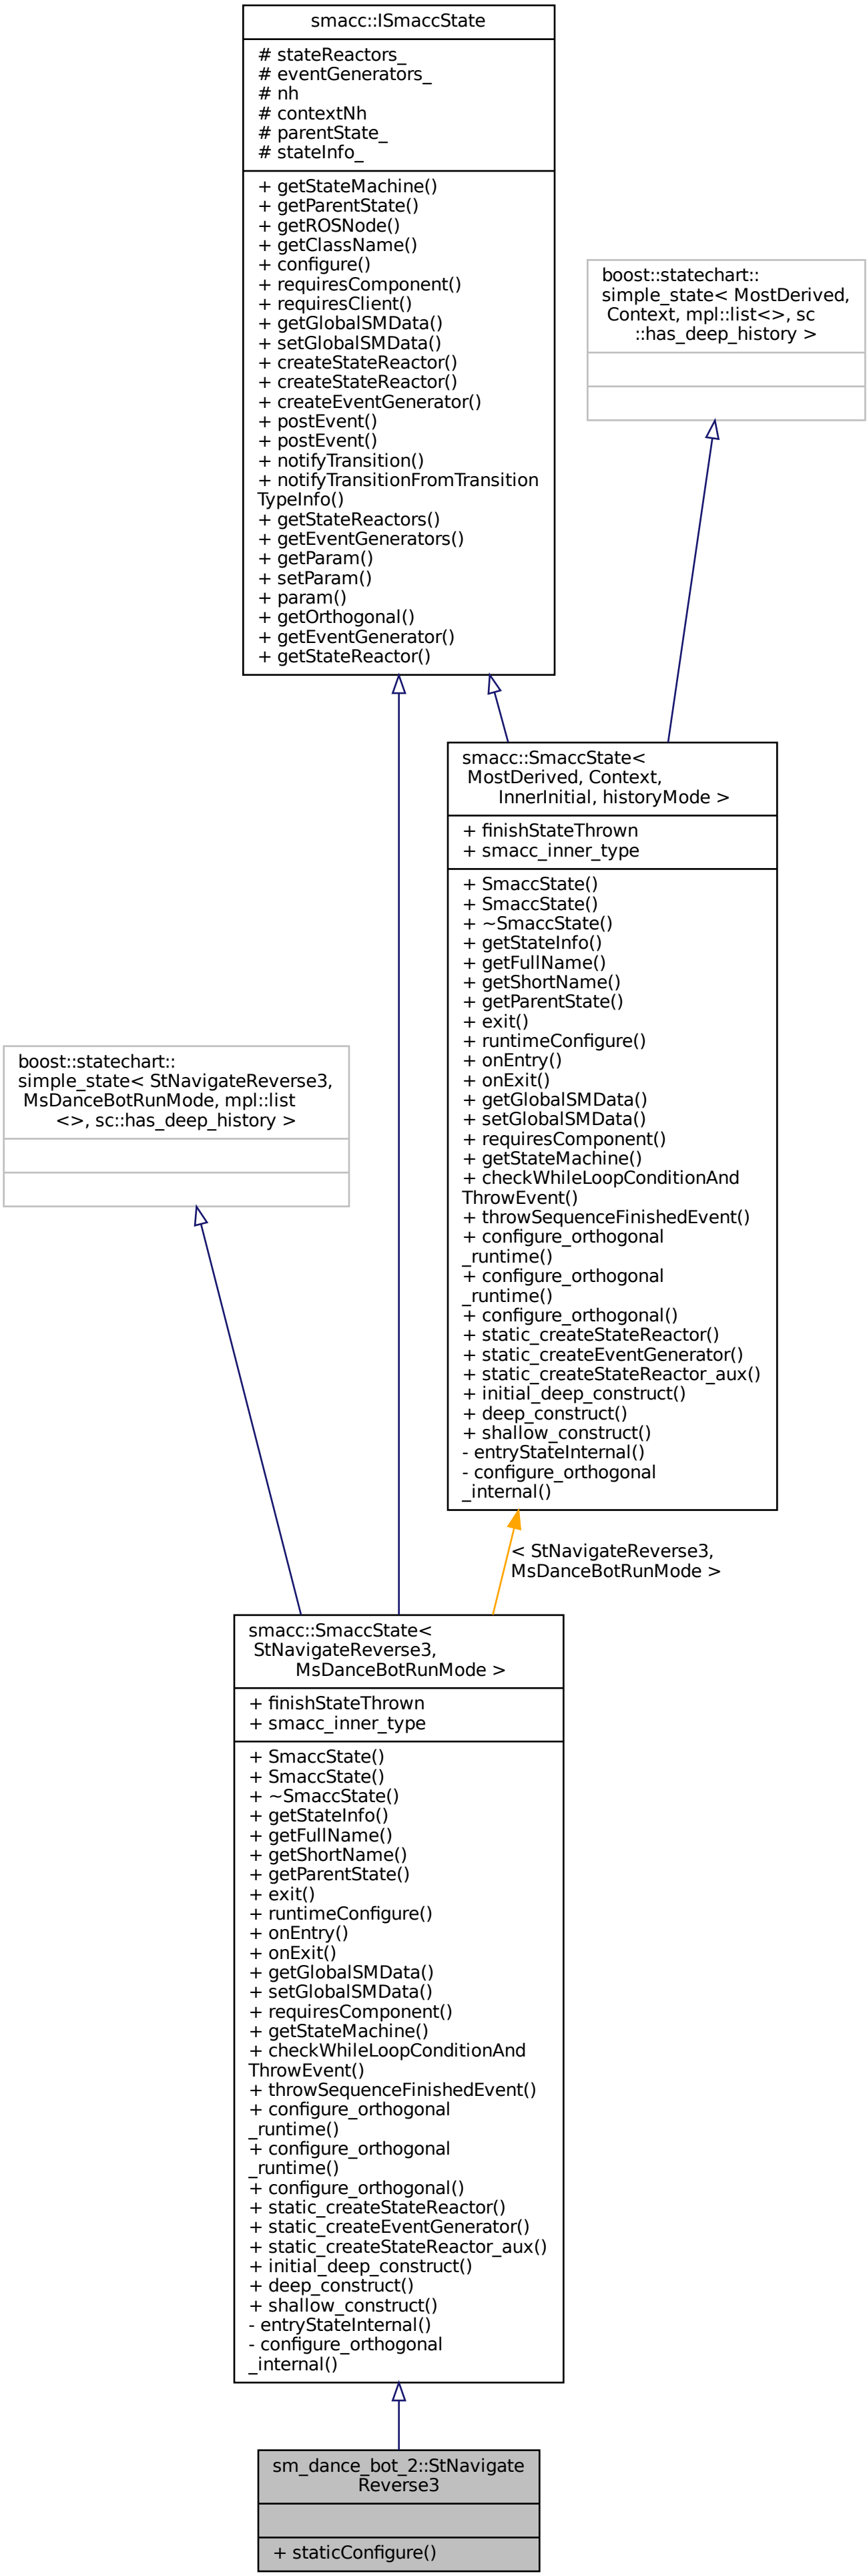 smacc::ISmaccState
# stateReactors_
# eventGenerators_
# nh
# contextNh
# parentState_
# stateInfo_
+ getStateMachine()
+ getParentState()
+ getROSNode()
+ getClassName()
+ configure()
+ requiresComponent()
+ requiresClient()
+ getGlobalSMData()
+ setGlobalSMData()
+ createStateReactor()
+ createStateReactor()
+ createEventGenerator()
+ postEvent()
+ postEvent()
+ notifyTransition()
+ notifyTransitionFromTransition
TypeInfo()
+ getStateReactors()
+ getEventGenerators()
+ getParam()
+ setParam()
+ param()
+ getOrthogonal()
+ getEventGenerator()
+ getStateReactor()
boost::statechart::
simple_state< MostDerived,
Context, mpl::list<>, sc
::has_deep_history >
smacc::SmaccState<
MostDerived, Context,
InnerInitial, historyMode >
+ finishStateThrown
+ smacc_inner_type
+ SmaccState()
+ SmaccState()
+ ~SmaccState()
+ getStateInfo()
+ getFullName()
+ getShortName()
+ getParentState()
+ exit()
+ runtimeConfigure()
+ onEntry()
+ onExit()
+ getGlobalSMData()
+ setGlobalSMData()
+ requiresComponent()
+ getStateMachine()
+ checkWhileLoopConditionAnd
ThrowEvent()
+ throwSequenceFinishedEvent()
+ configure_orthogonal
_runtime()
+ configure_orthogonal
_runtime()
+ configure_orthogonal()
+ static_createStateReactor()
+ static_createEventGenerator()
+ static_createStateReactor_aux()
+ initial_deep_construct()
+ deep_construct()
+ shallow_construct()
- entryStateInternal()
- configure_orthogonal
_internal()
boost::statechart::
simple_state< StNavigateReverse3,
MsDanceBotRunMode, mpl::list
<>, sc::has_deep_history >
< StNavigateReverse3,
MsDanceBotRunMode >
smacc::SmaccState<
StNavigateReverse3,
MsDanceBotRunMode >
+ finishStateThrown
+ smacc_inner_type
+ SmaccState()
+ SmaccState()
+ ~SmaccState()
+ getStateInfo()
+ getFullName()
+ getShortName()
+ getParentState()
+ exit()
+ runtimeConfigure()
+ onEntry()
+ onExit()
+ getGlobalSMData()
+ setGlobalSMData()
+ requiresComponent()
+ getStateMachine()
+ checkWhileLoopConditionAnd
ThrowEvent()
+ throwSequenceFinishedEvent()
+ configure_orthogonal
_runtime()
+ configure_orthogonal
_runtime()
+ configure_orthogonal()
+ static_createStateReactor()
+ static_createEventGenerator()
+ static_createStateReactor_aux()
+ initial_deep_construct()
+ deep_construct()
+ shallow_construct()
- entryStateInternal()
- configure_orthogonal
_internal()
sm_dance_bot_2::StNavigate
Reverse3
+ staticConfigure()